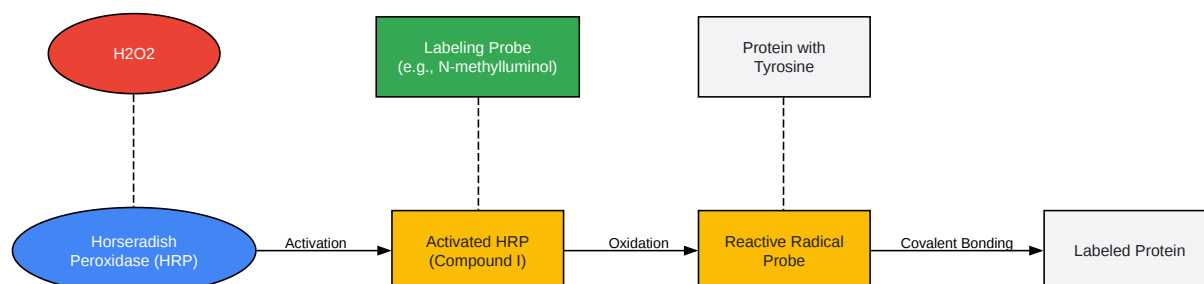 H2O2
Labeling Probe
(e.g., N-methylluminol)
Protein with
Tyrosine
Horseradish
Peroxidase (HRP)
Activation
Activated HRP
(Compound I)
Oxidation
Reactive Radical
Probe
Covalent Bonding
Labeled Protein